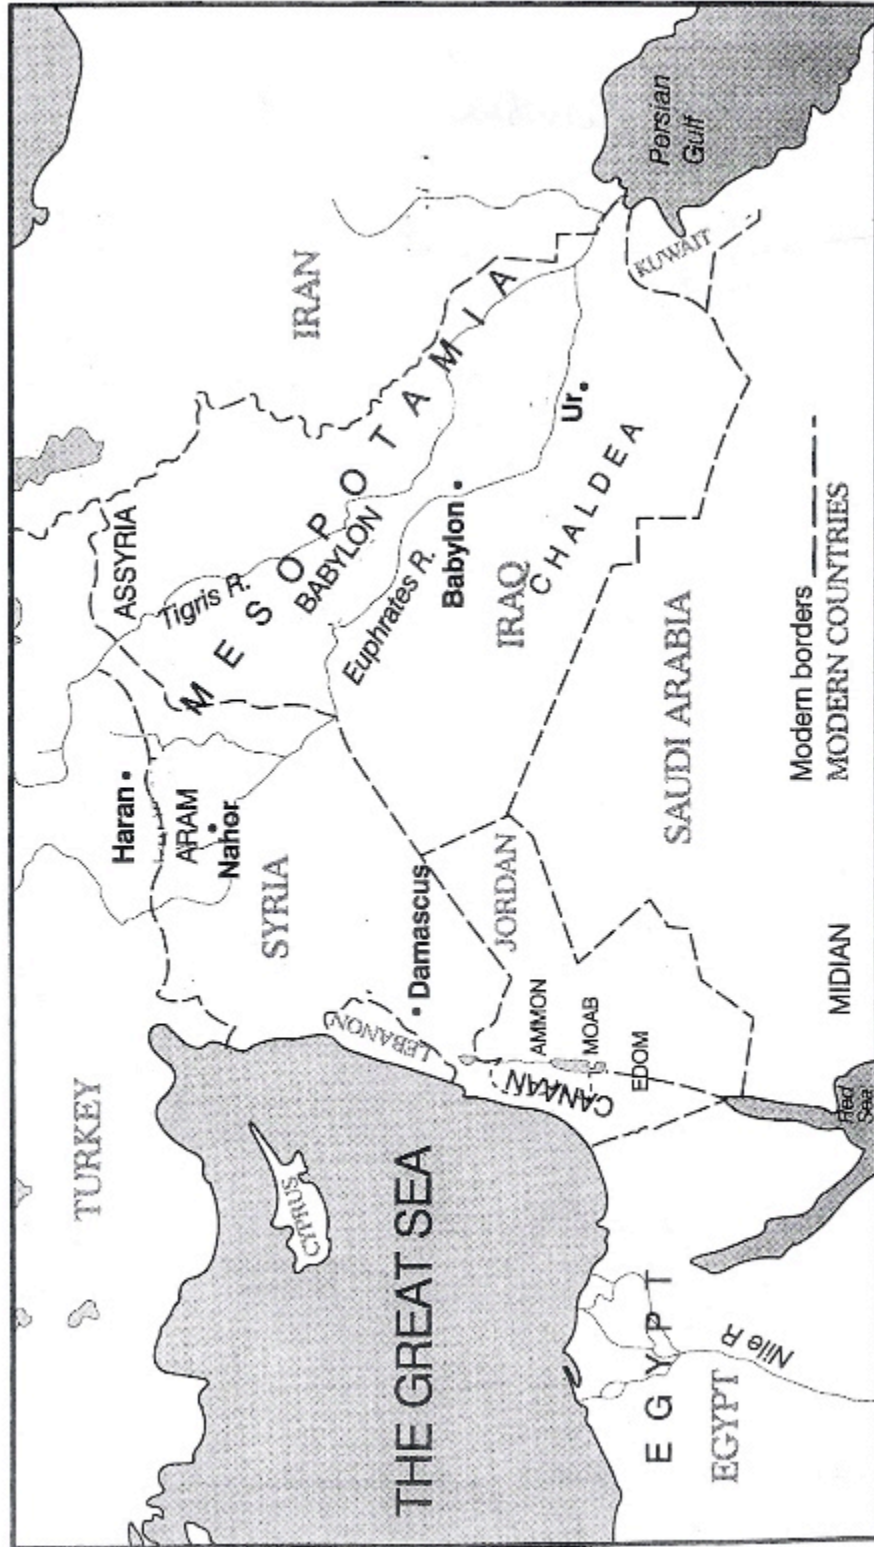 TURKEY
Haran
ASSYRIA
IRAN
CYPRUS
SYRIA
ARAM
Nahor
Tigris R.
MESOPOTAMIA
BABYLON
THE GREAT SEA
LEBANON
Damascus
Euphrates R.
Babylon
IRAQ
Ur
CHALDEA
KUWAIT
Persian
Gulf
CANAAN
AMMON
MOAB
EDOM
JORDAN
SAUDI ARABIA
EGYPT
EGYPT
Nile R
Red
Sea
MIDIAN
Modern borders
MODERN COUNTRIES